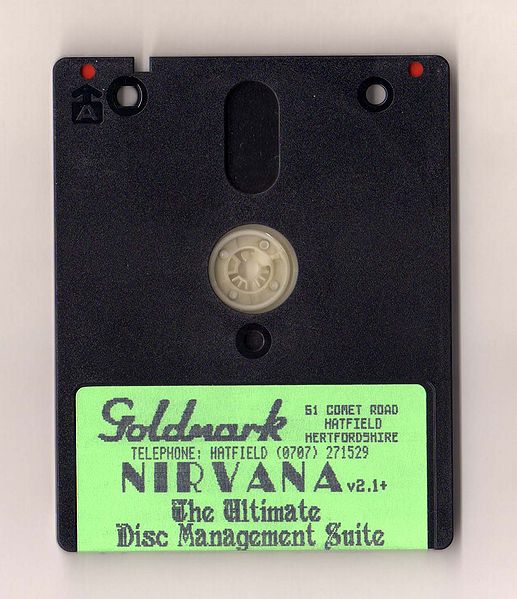 A
Goldmark
51 COMET ROAD
HATFIELD
HERTFORDSHIRE
TELEPHONE: HATFIELD (0707) 271529
NIRVANA v2.1+
The Ultimate
Disc Management Suite